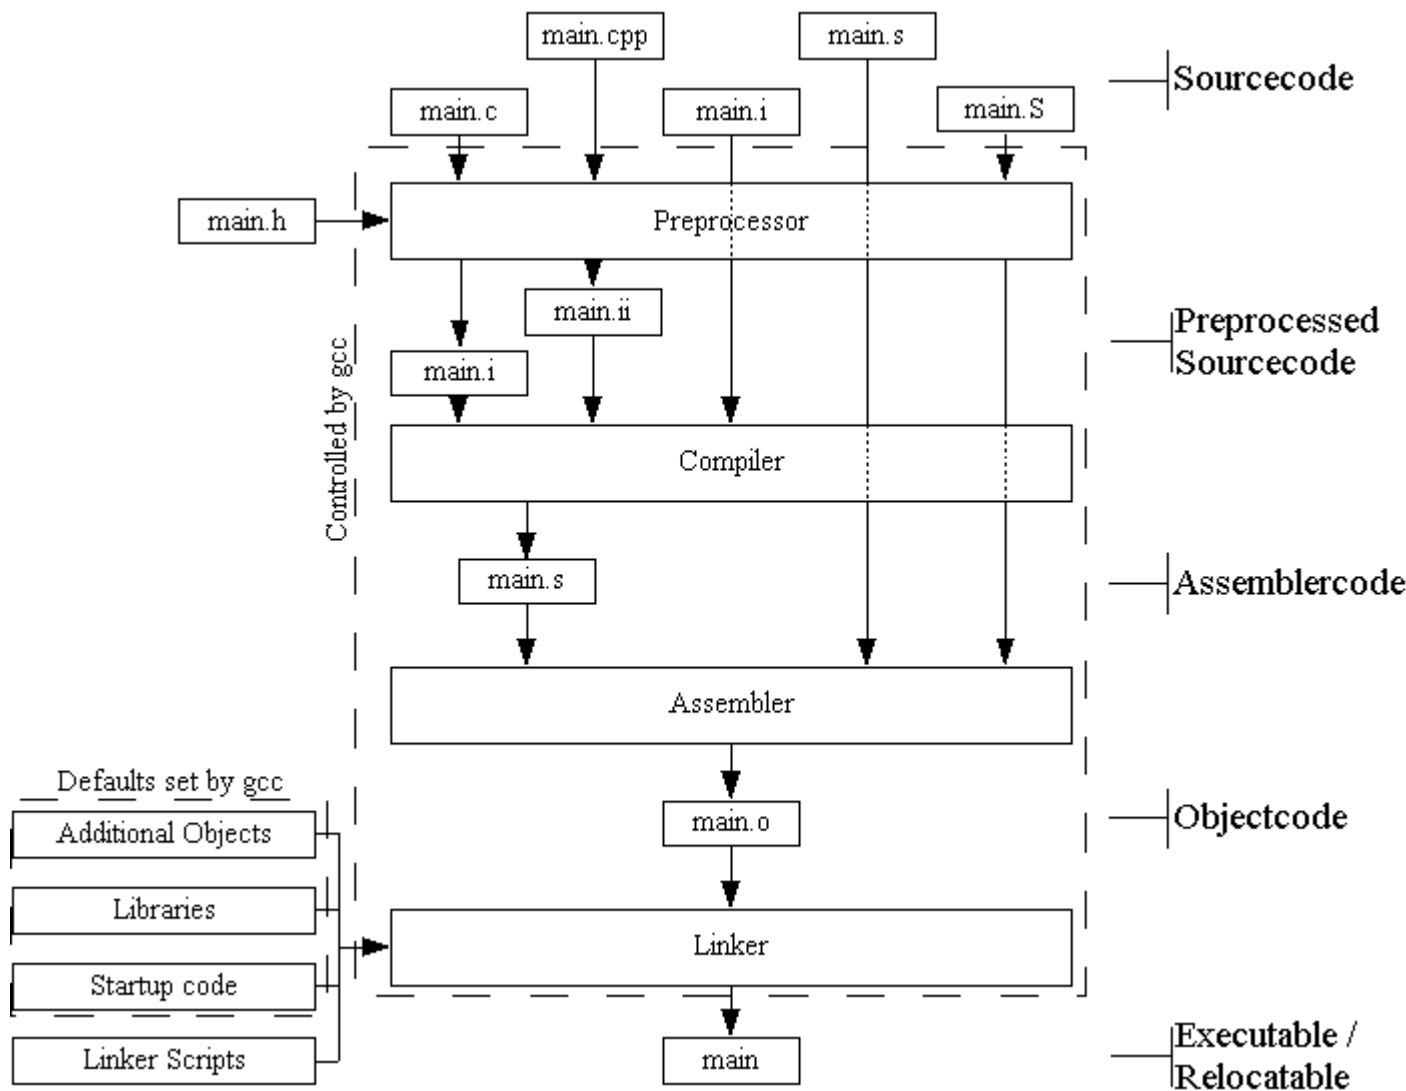 main.cpp
main.s
Sourcecode
main.c
main.i
main.S
main.h
Preprocessor
main.ii
Preprocessed
Sourcecode
main.i
Controlled by gcc
Compiler
main.s
Assemblercode
Assembler
Defaults set by gcc
Additional Objects
main.o
Objectcode
Libraries
Linker
Startup code
Linker Scripts
main
Executable /
Relocatable